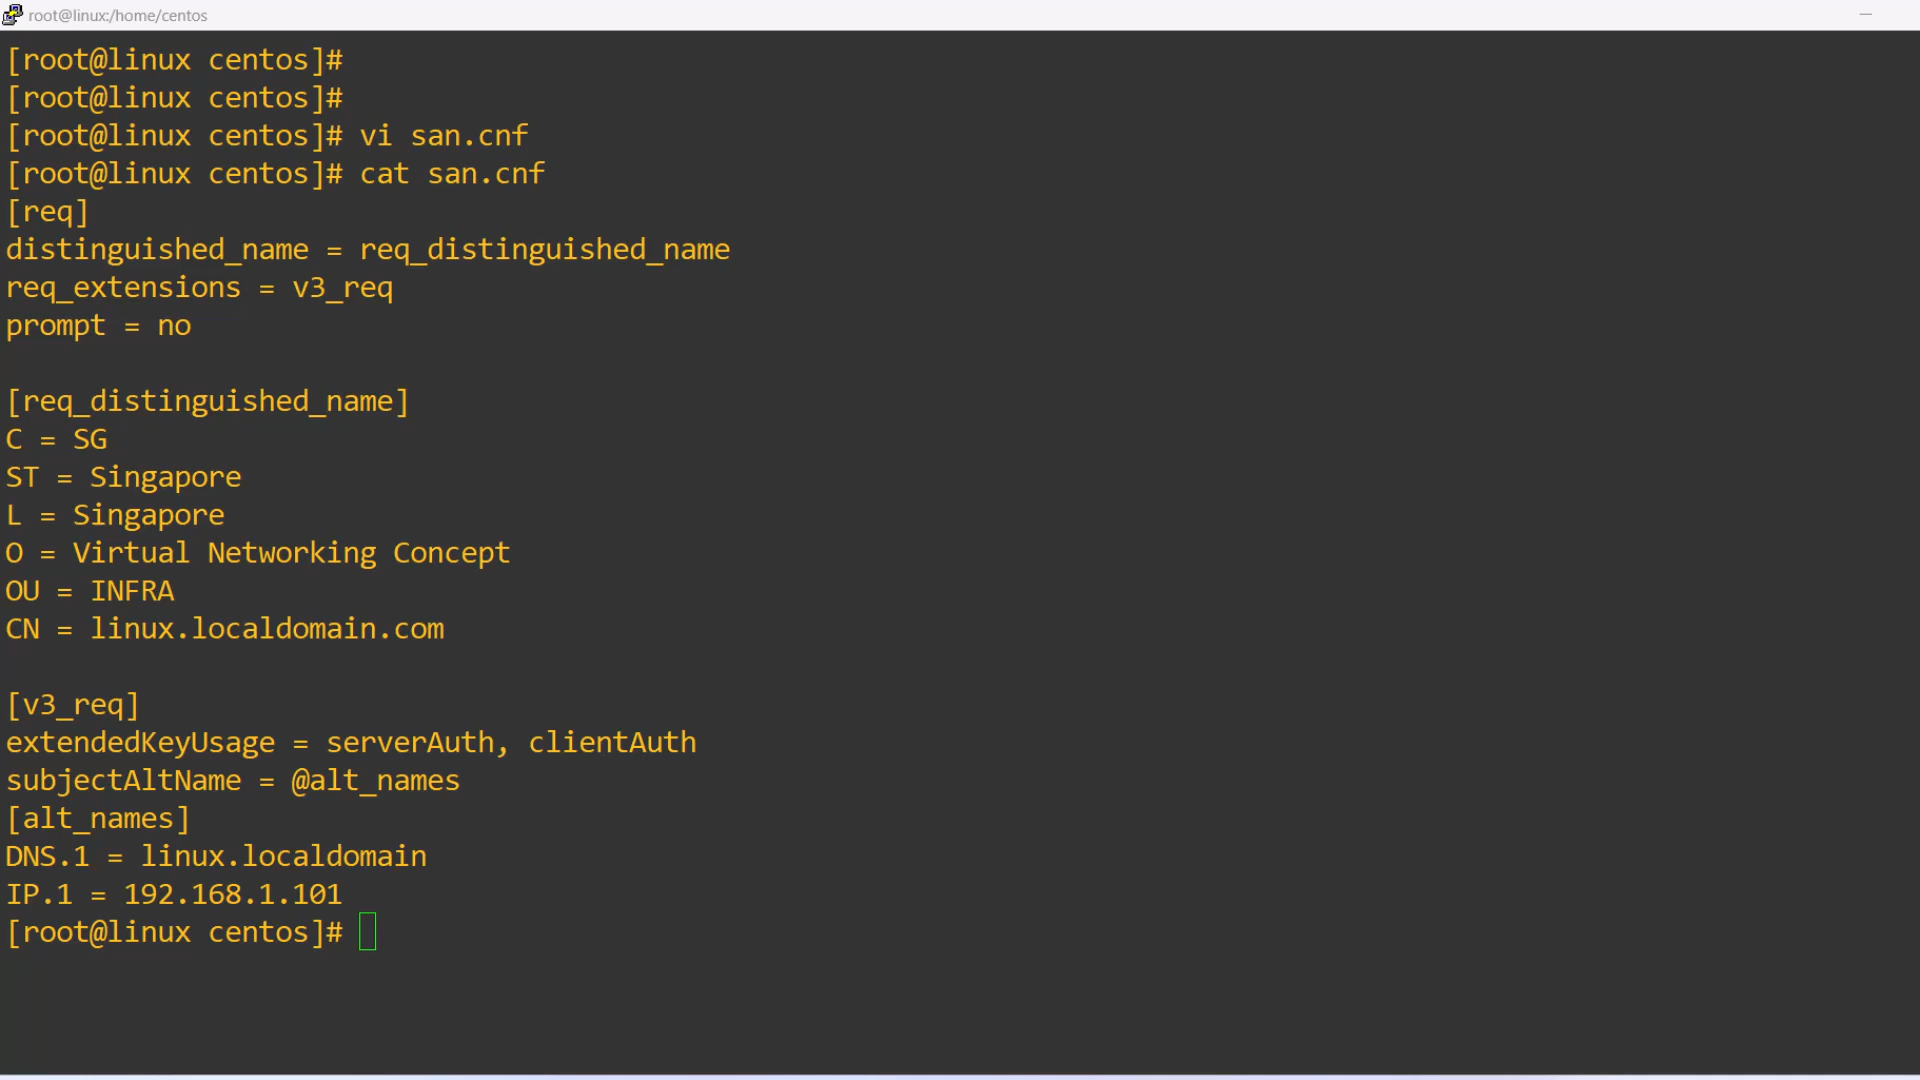 root@linux:/home/centos
[root@linux centos]#
[root@linux centos]#
[root@linux centos]# vi san.cnf
[root@linux centos]# cat san.cnf
[req]
distinguished_name = req_distinguished_name
req_extensions = v3_req
prompt = no
[req_distinguished_name]
C = SG
ST = Singapore
L = Singapore
O = Virtual Networking Concept
OU = INFRA
CN = linux.localdomain.com
[v3_req]
extendedKeyUsage = serverAuth, clientAuth
subjectAltName = @alt_names
[alt_names]
DNS.1 = linux.localdomain
IP.1 = 192.168.1.101
[root@linux centos]#